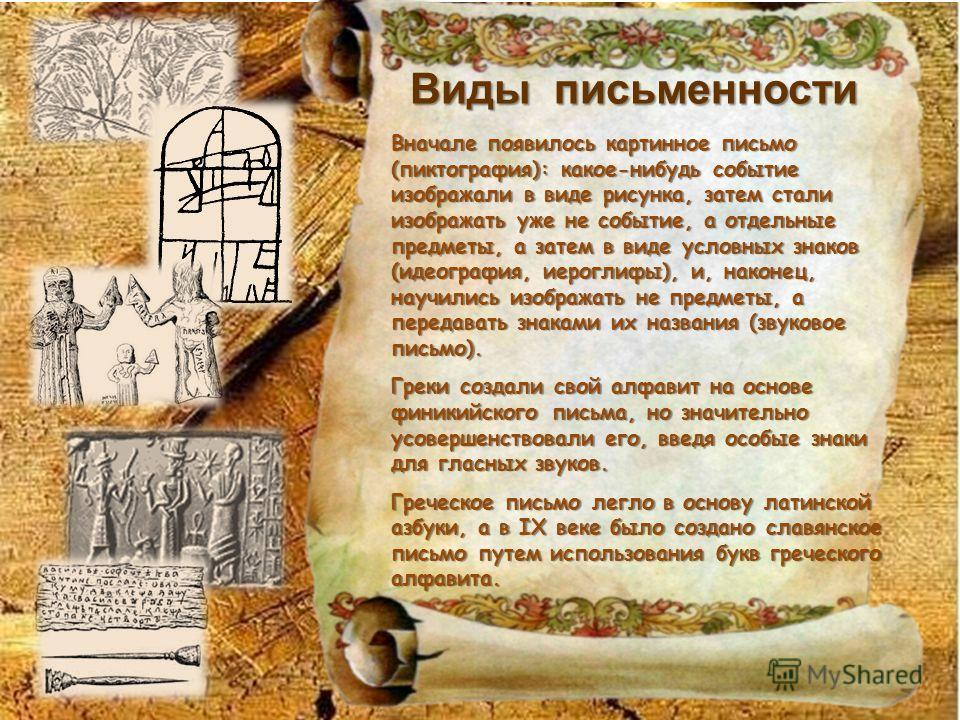 Виды письменности
Вначале появилось картинное письмо
(пиктография): какое-нибудь событие
изображали в виде рисунка, затем стали
изображать уже не событие, а отдельные
предметы, а затем в виде условных знаков
(идеография, иероглифы), и, наконец,
научились изображать не предметы, а
передавать знаками их названия (звуковое
письмо).
Греки создали свой алфавит на основе
финикийского письма, но значительно
усовершенствовали его, введя особые знаки
для гласных звуков.
Греческое письмо легло в основу латинской
азбуки, а в IX веке было создано славянское
письмо путем использования букв греческого
алфавита.
MyShared